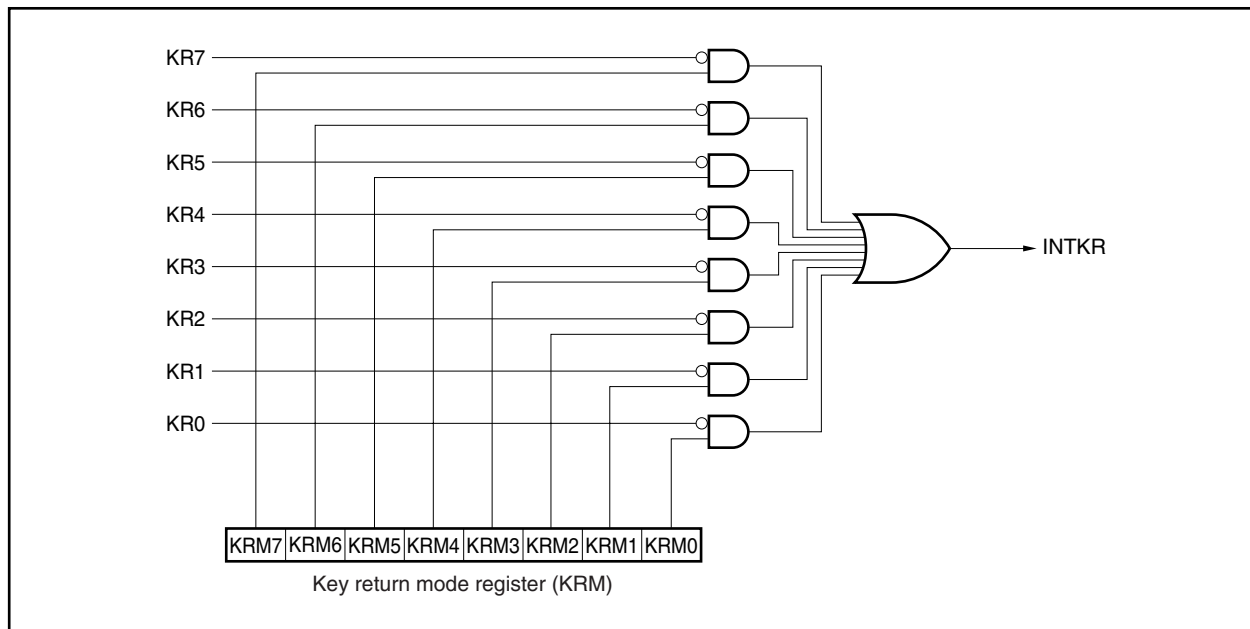 KR7
KR6
KR5
KR4
KR3
KR2
KR1
KR0
INTKR
KRM7 KRM6 KRM5 KRM4 KRM3 KRM2 KRM1 KRM0
Key return mode register (KRM)